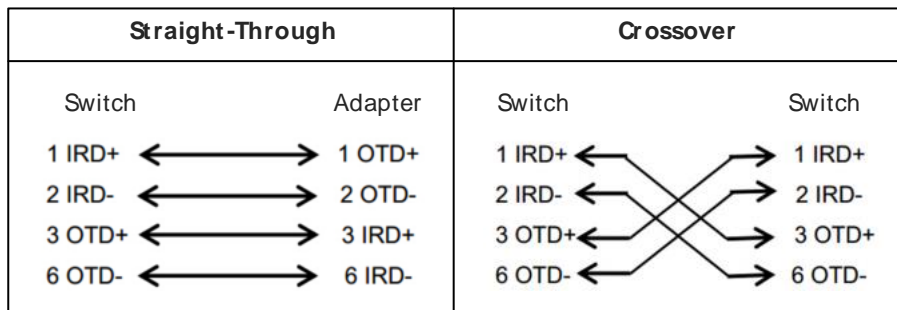 Straight-Through Crossover
Switch Adapter Switch Switch
1 IRD+ 1 OTD+ 1 IRD+ 1 IRD+
2 IRD- 2 OTD- 2 IRD- 2 IRD-
3 OTD+ 3 IRD+ 3 OTD+ 3 OTD+
6 OTD- 6 IRD- 6 OTD- 6 OTD-